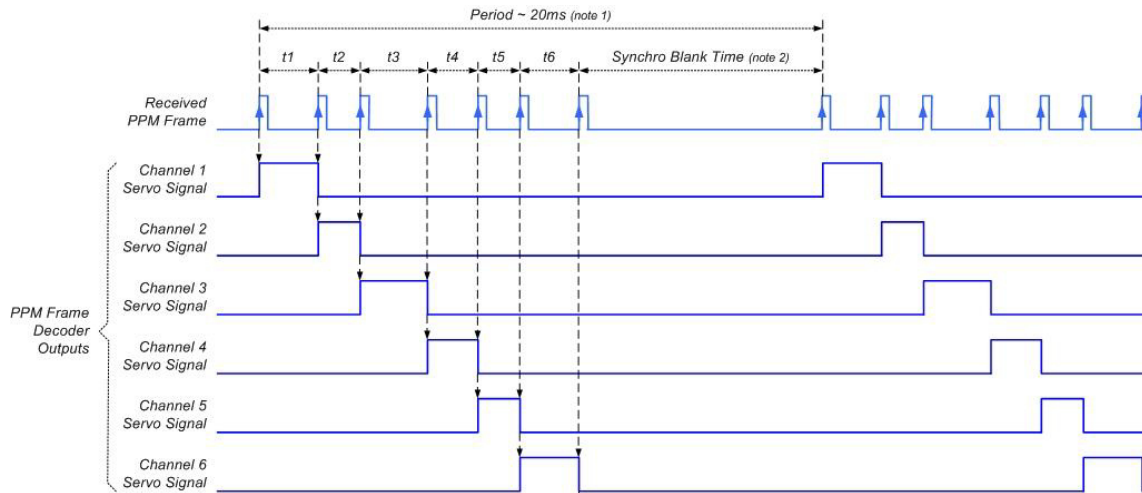 Period ~ 20ms (note 1)
t1 t2 t3 t4 t5 t6 Synchro Blank Time (note 2)
Received
PPM Frame
Channel 1
Servo Signal
Channel 2
Servo Signal
Channel 3
Servo Signal
PPM Frame
Decoder
Outputs
Channel 4
Servo Signal
Channel 5
Servo Signal
Channel 6
Servo Signal